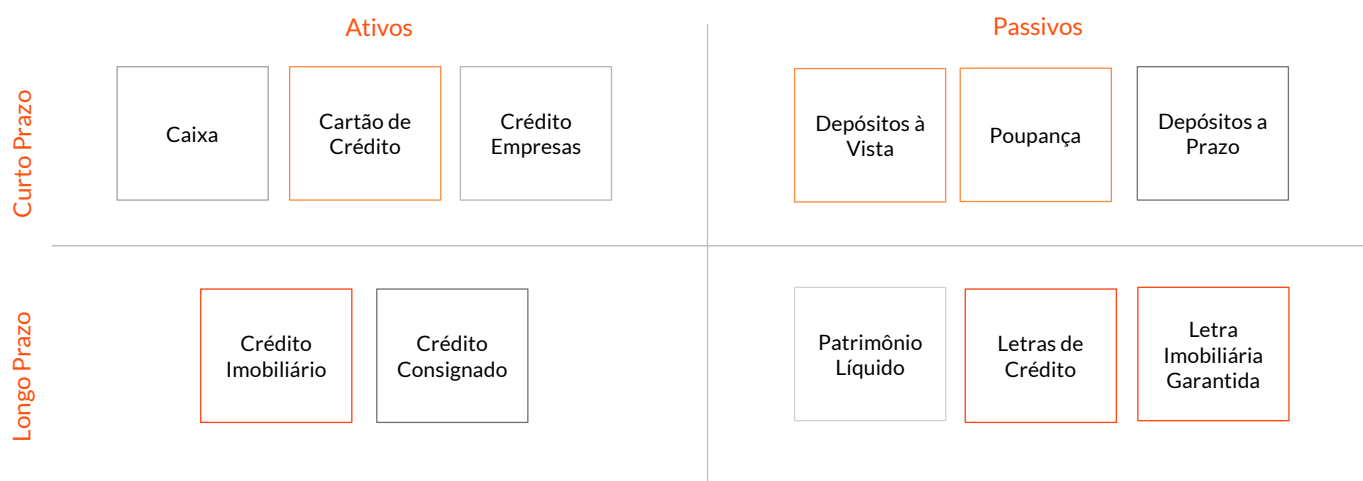 Ativos
Passivos
Curto Prazo
Caixa
Cartão de
Crédito
Crédito
Empresas
Depósitos à
Vista
Poupança
Depósitos a
Prazo
Longo Prazo
Crédito
Imobiliário
Crédito
Consignado
Patrimônio
Líquido
Letras de
Crédito
Letra
Imobiliária
Garantida